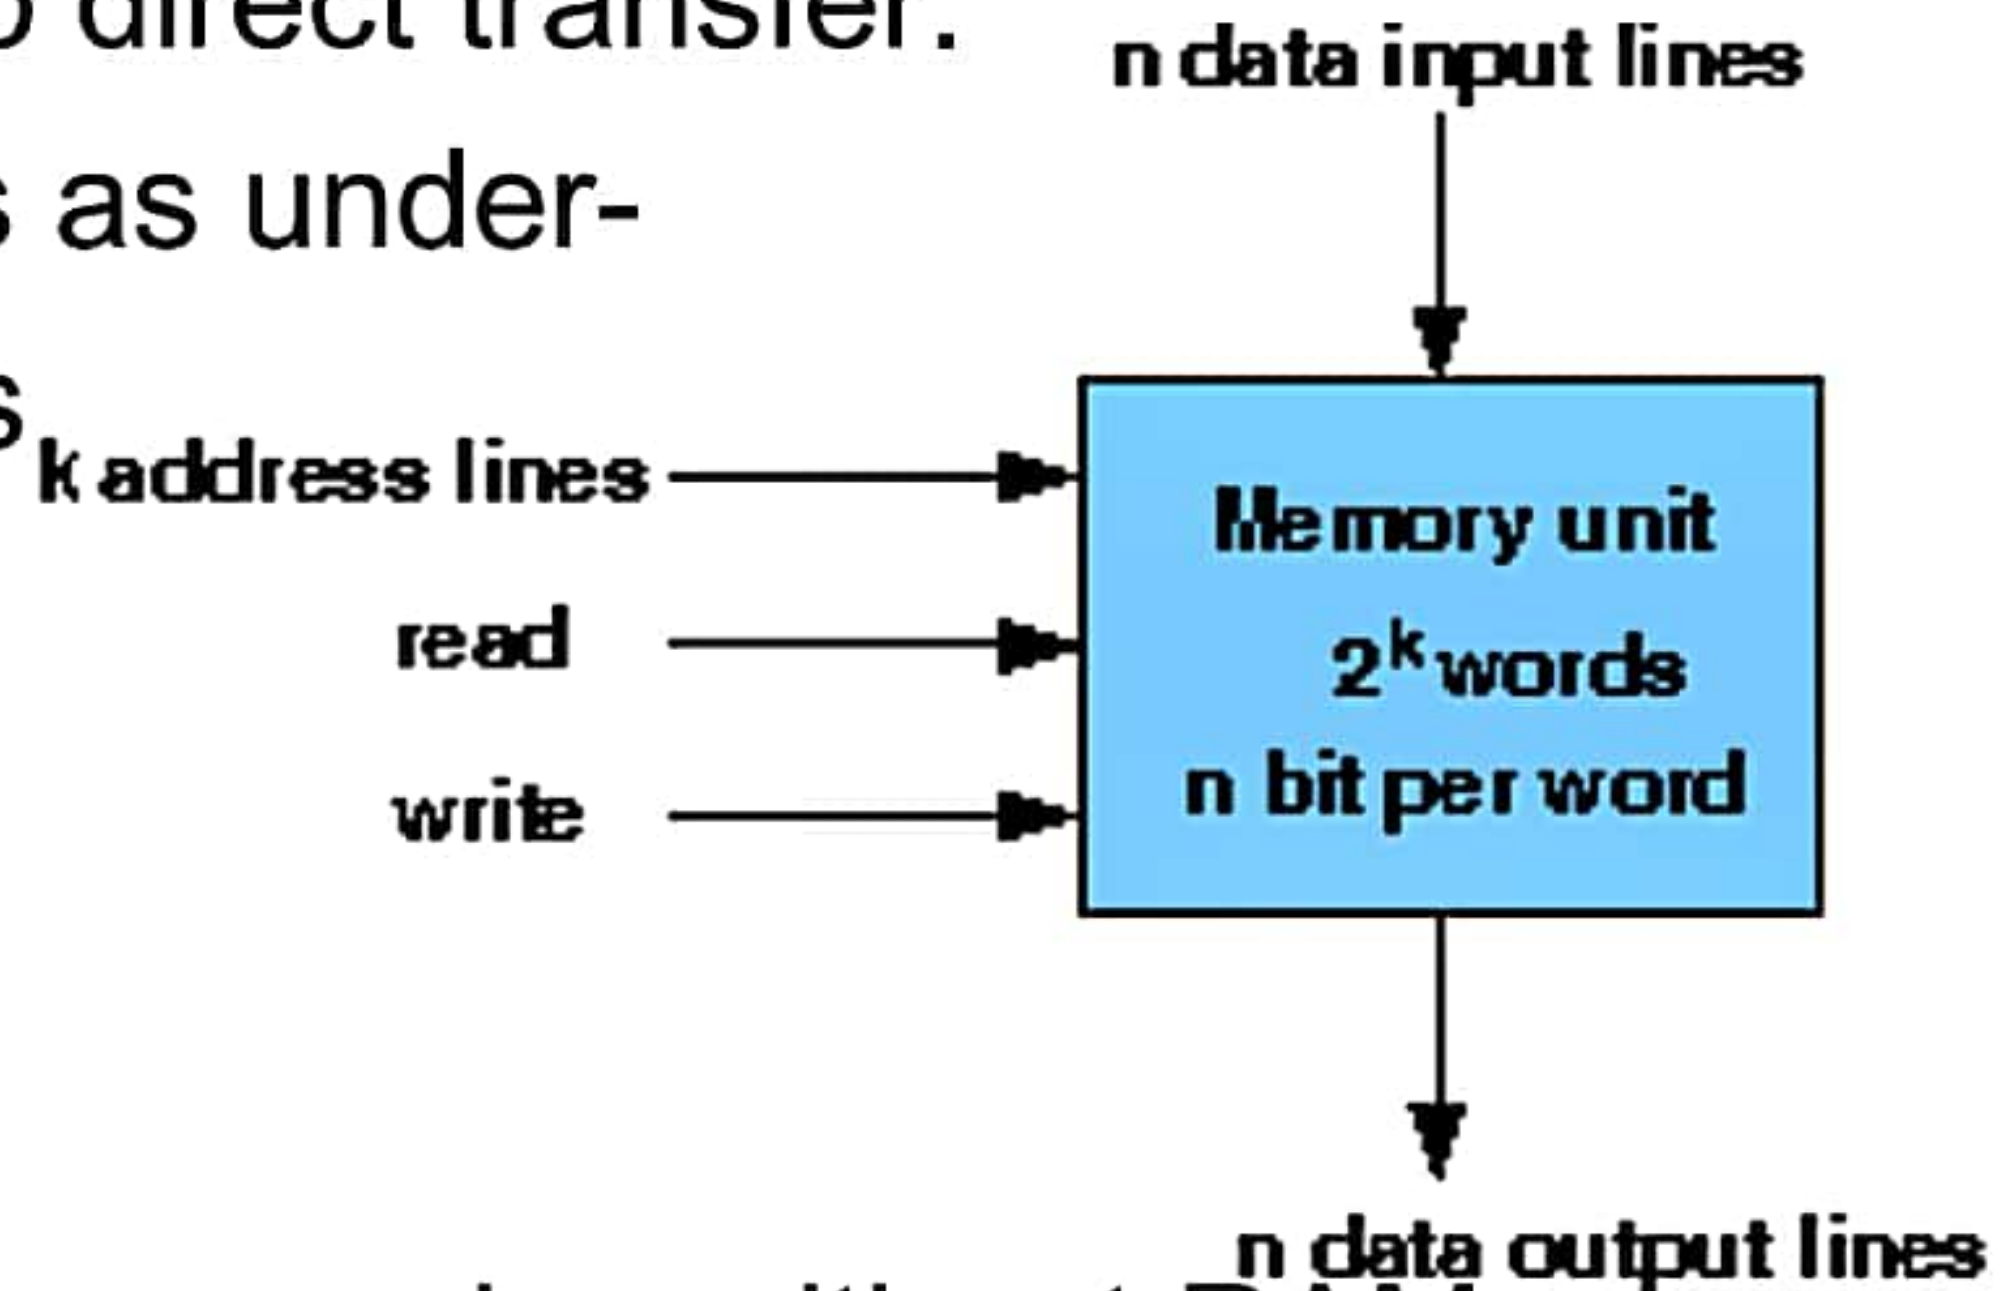 direct transfer.
n data input lines
as under-
k address lines
Memory unit
read
2^k words
n bit per word
write
n data output lines